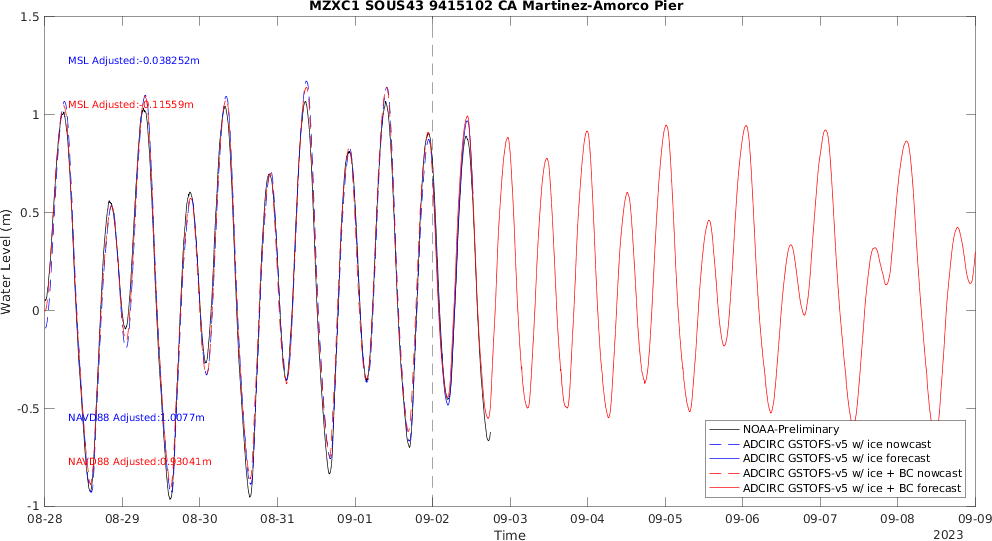 MZXC1 SOUS43 9415102 CA Martinez-Amorco Pier
1.5
1
0.5
0
-0.5
-1
Water Level (m)
MSL Adjusted:-0.038252m
MSL Adjusted:-0.11559m
NAVD88 Adjusted:1.0077m
NAVD88 Adjusted:0.93041m
NOAA-Preliminary
ADCIRC GSTOFS-v5 w/ ice nowcast
ADCIRC GSTOFS-v5 w/ ice forecast
ADCIRC GSTOFS-v5 w/ ice + BC nowcast
ADCIRC GSTOFS-v5 w/ ice + BC forecast
08-28 08-29 08-30 08-31 09-01 09-02 09-03 09-04 09-05 09-06 09-07 09-08 09-09
Time
2023